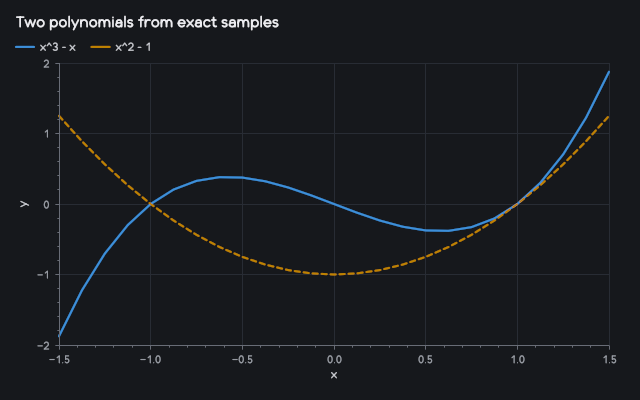 Two polynomials from exact samples
x^3 - x x^2 - 1
2
1
0
−1
−2
y
−1.5 −1.0 −0.5 0.0 0.5 1.0 1.5
x